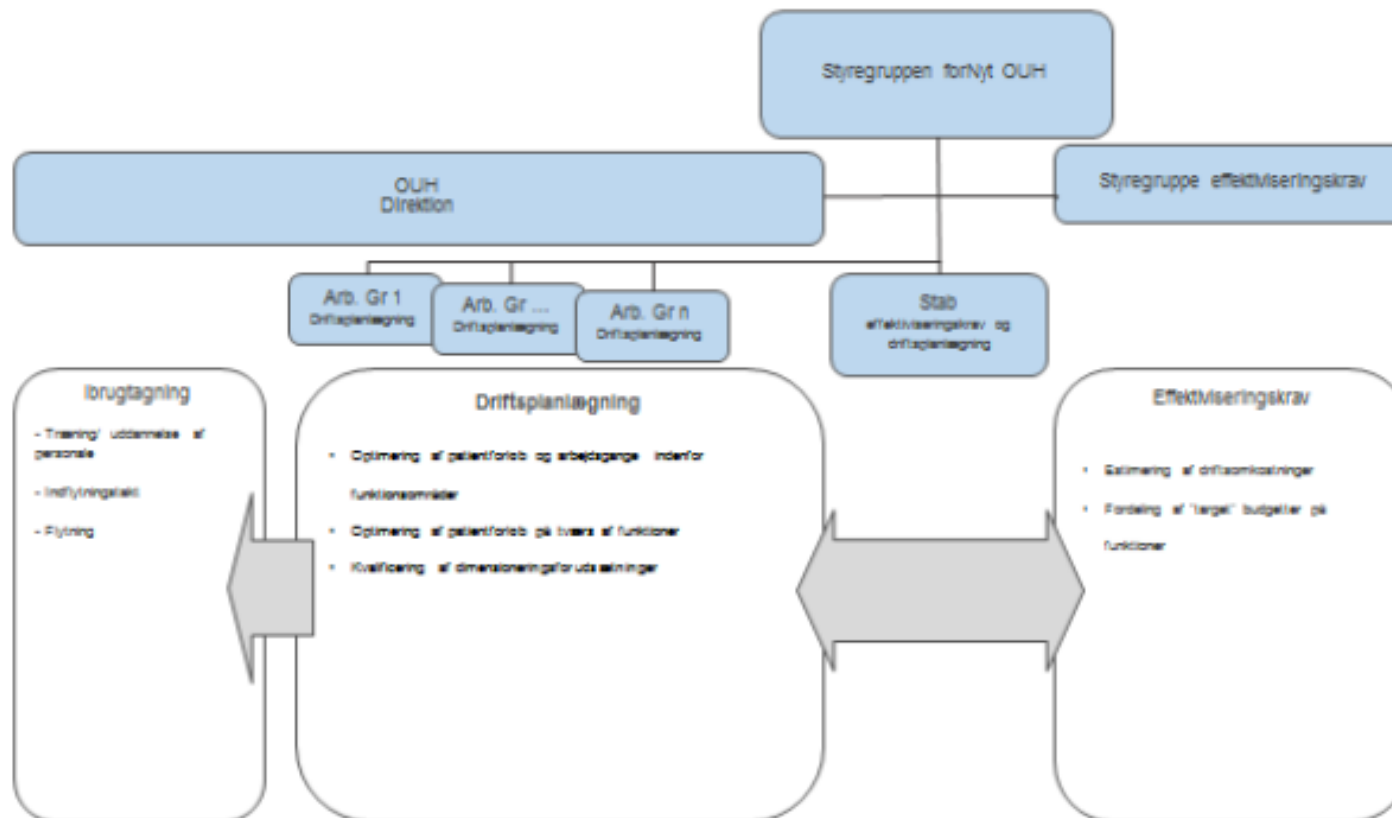 Styregruppen forNyt OUH
OUH
Direktion
Styregruppe effektiviseringskrav
Arb. Gr 1
Driftsplanlægning
Arb. Gr ...
Driftsplanlægning
Arb. Gr n
Driftsplanlægning
Stab
effektiviseringskrav og
driftsplanlægning
Ibrugtagning
- Træning/ uddannelse af
personale
- Indflytningstakt
- Flytning
Driftsplanlægning
• Optimering af patientforløb og arbejdsgange indenfor
funktionsområder
• Optimering af patientforløb på tværs af funktioner
• Kvalificering af dimensioneringsforudsætninger
Effektiviseringskrav
• Estimering af driftsomkostninger
• Fordeling af "target" budgetter på
funktioner